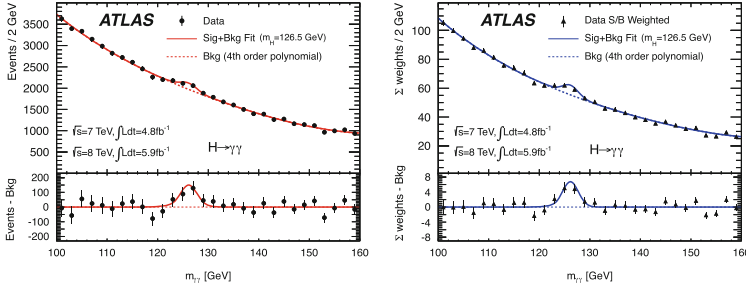 ATLAS
Data
Sig+Bkg Fit (m_H=126.5 GeV)
Bkg (4th order polynomial)
Events / 2 GeV
3500
3000
2500
2000
1500
1000
500
√s=7 TeV, ∫Ldt=4.8fb⁻¹
√s=8 TeV, ∫Ldt=5.9fb⁻¹
H→γγ
Events - Bkg
200
100
0
-100
-200
100 110 120 130 140 150 160
m_γγ [GeV]
ATLAS
Data S/B Weighted
Sig+Bkg Fit (m_H=126.5 GeV)
Bkg (4th order polynomial)
Σ weights / 2 GeV
100
80
60
40
20
√s=7 TeV, ∫Ldt=4.8fb⁻¹
√s=8 TeV, ∫Ldt=5.9fb⁻¹
H→γγ
Σ weights - Bkg
8
4
0
-4
-8
100 110 120 130 140 150 160
m_γγ [GeV]